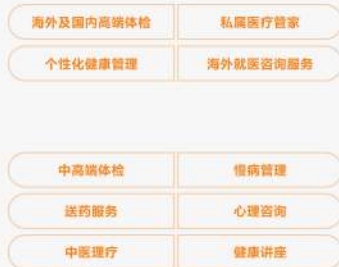 海外及国内高端体检 私属医疗管家
个性化健康管理 海外就医咨询服务
中高端体检 慢病管理
送药服务 心理咨询
中医理疗 健康讲座